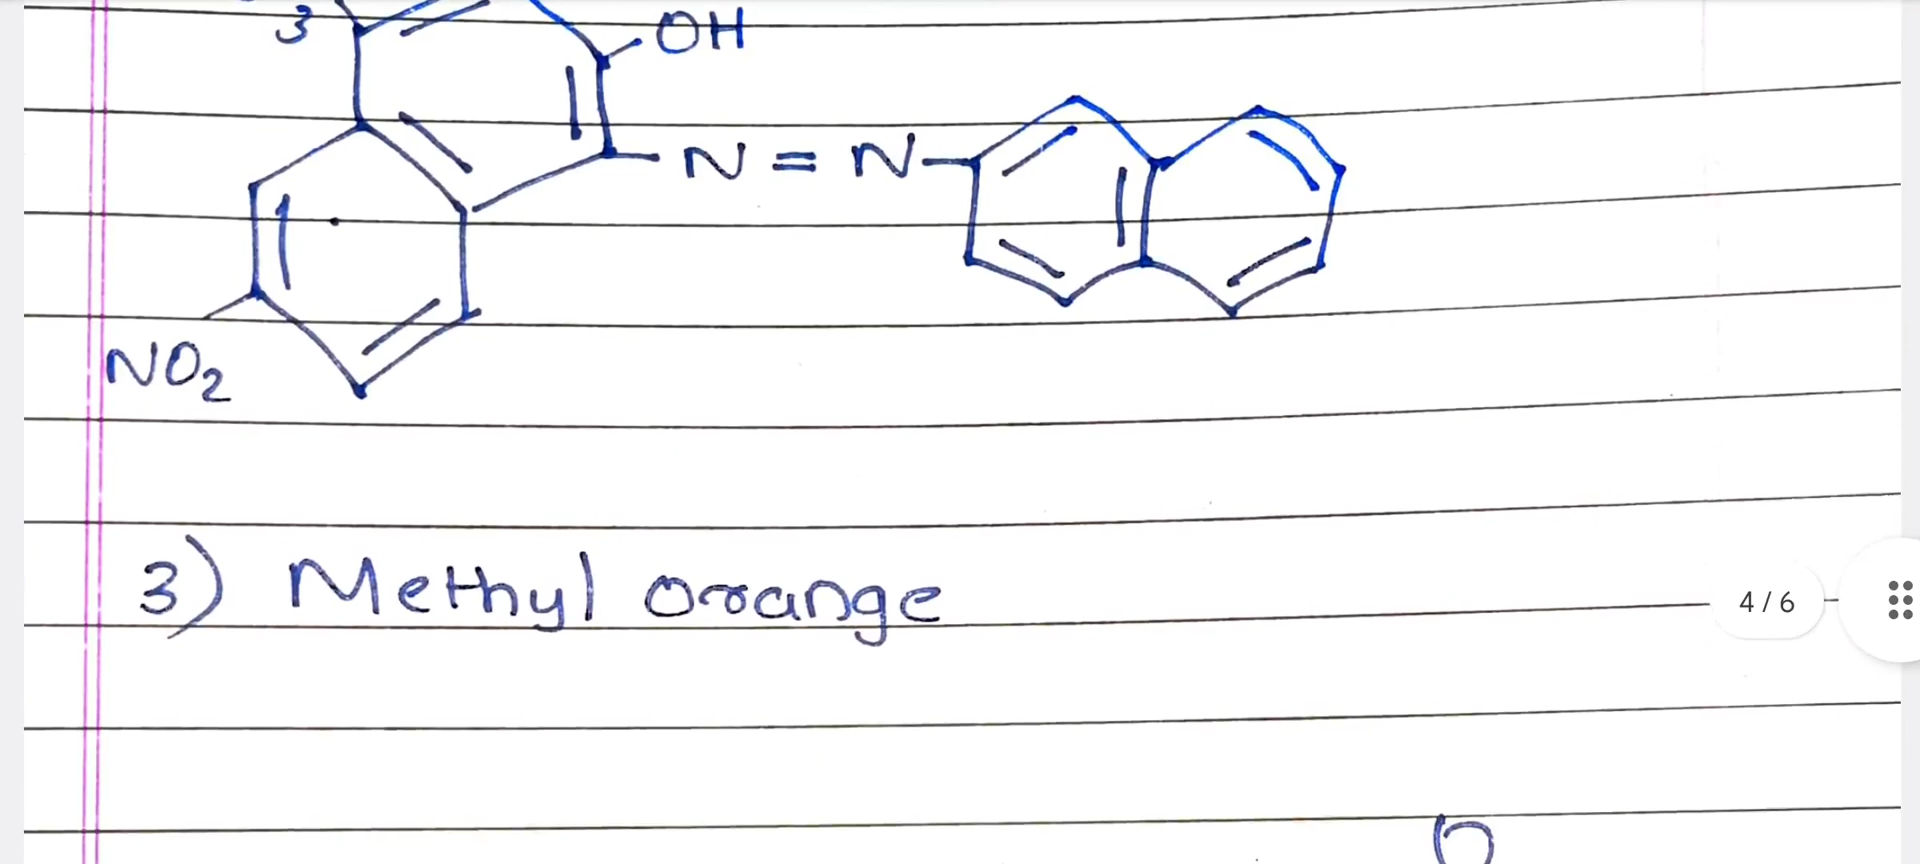 3
OH
N = N
NO2
3) Methyl orange
4 / 6